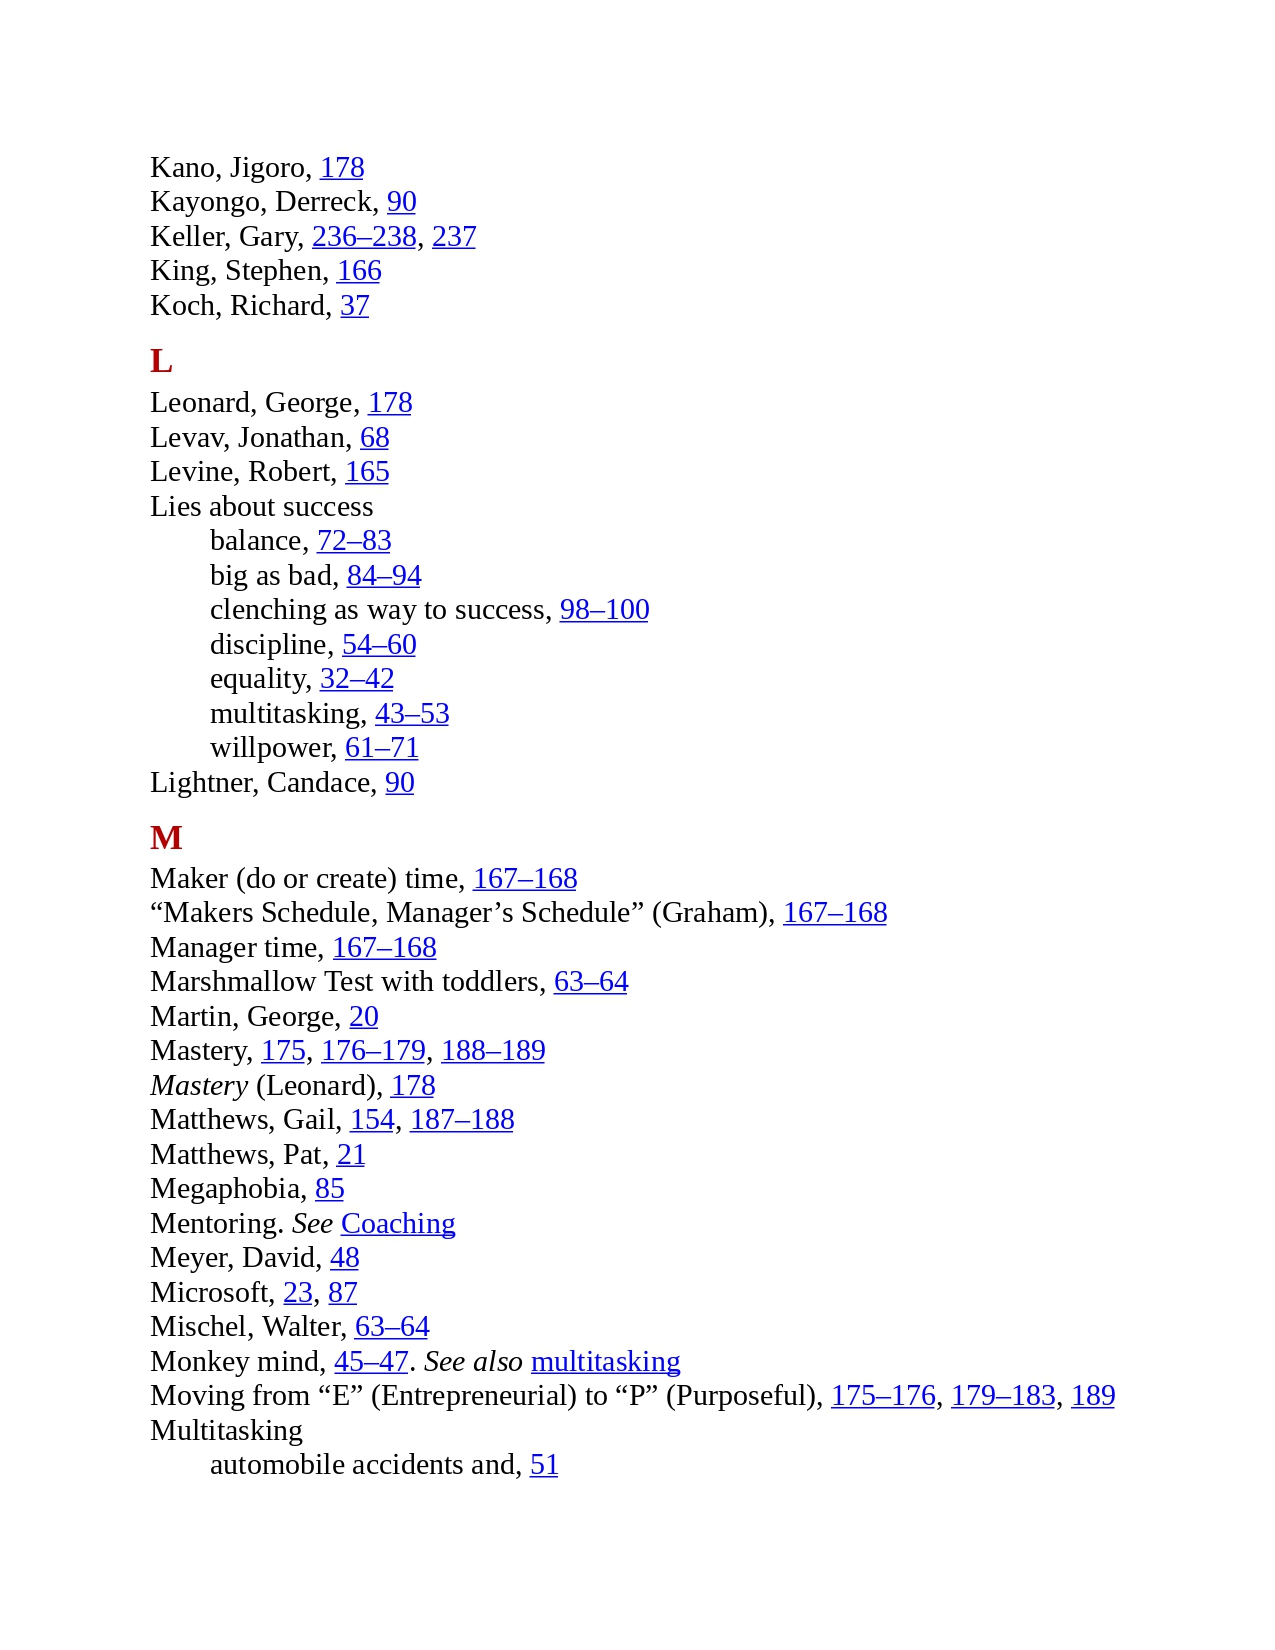 Kano, Jigoro, 178
Kayongo, Derreck, 90
Keller, Gary, 236–238, 237
King, Stephen, 166
Koch, Richard, 37
L
Leonard, George, 178
Levav, Jonathan, 68
Levine, Robert, 165
Lies about success
balance, 72–83
big as bad, 84–94
clenching as way to success, 98–100
discipline, 54–60
equality, 32–42
multitasking, 43–53
willpower, 61–71
Lightner, Candace, 90
M
Maker (do or create) time, 167–168
“Makers Schedule, Manager’s Schedule” (Graham), 167–168
Manager time, 167–168
Marshmallow Test with toddlers, 63–64
Martin, George, 20
Mastery, 175, 176–179, 188–189
Mastery (Leonard), 178
Matthews, Gail, 154, 187–188
Matthews, Pat, 21
Megaphobia, 85
Mentoring. See Coaching
Meyer, David, 48
Microsoft, 23, 87
Mischel, Walter, 63–64
Monkey mind, 45–47. See also multitasking
Moving from “E” (Entrepreneurial) to “P” (Purposeful), 175–176, 179–183, 189
Multitasking
automobile accidents and, 51